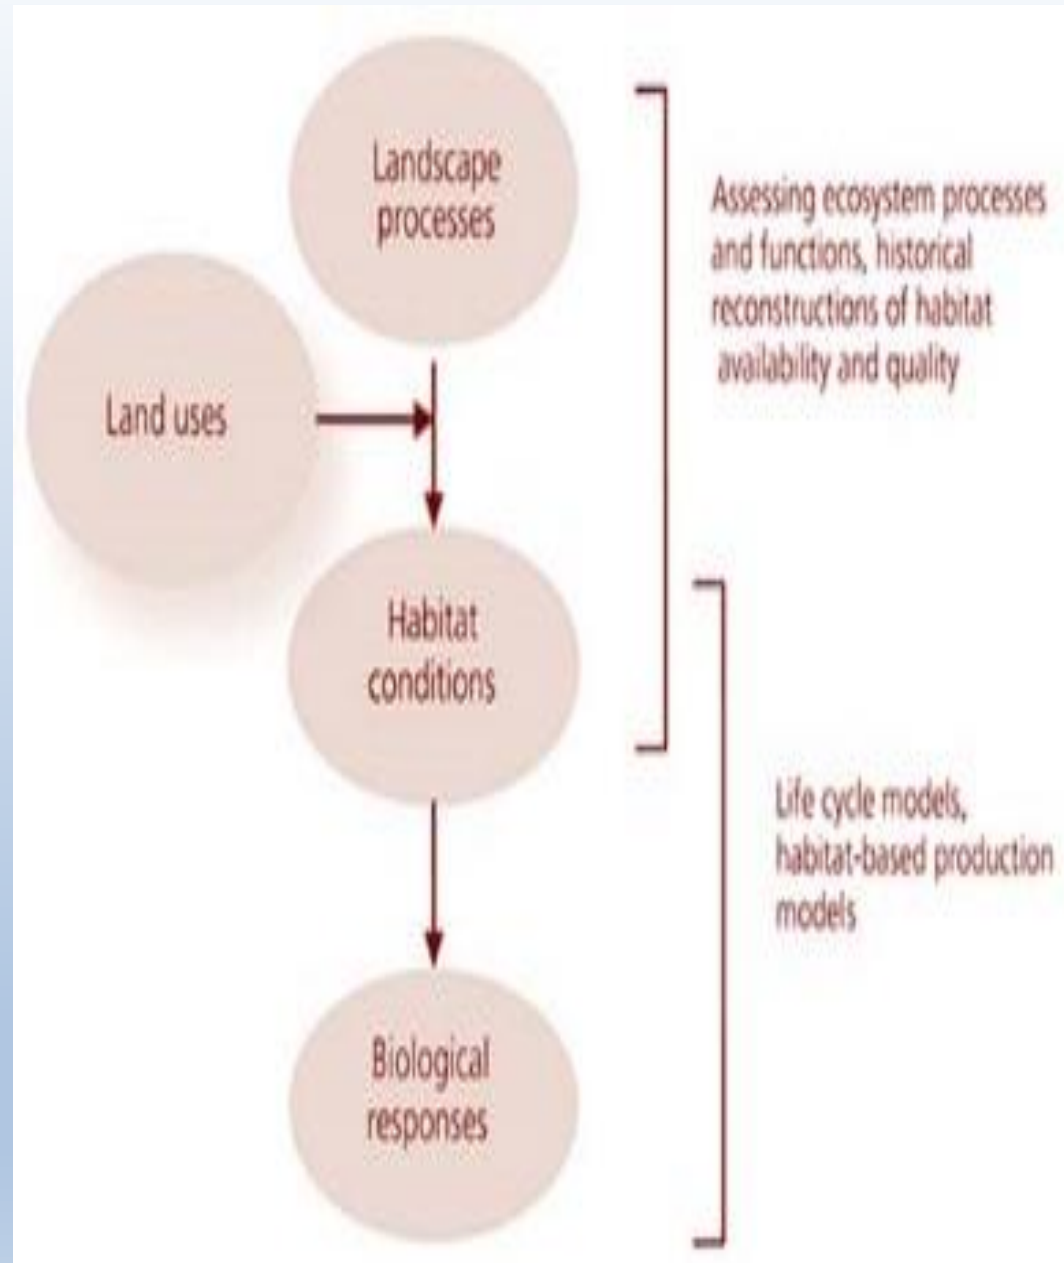 Landscape
processes
Assessing ecosystem processes
and functions, historical
reconstructions of habitat
availability and quality
Land uses
Habitat
conditions
Life cycle models,
habitat-based production
models
Biological
responses